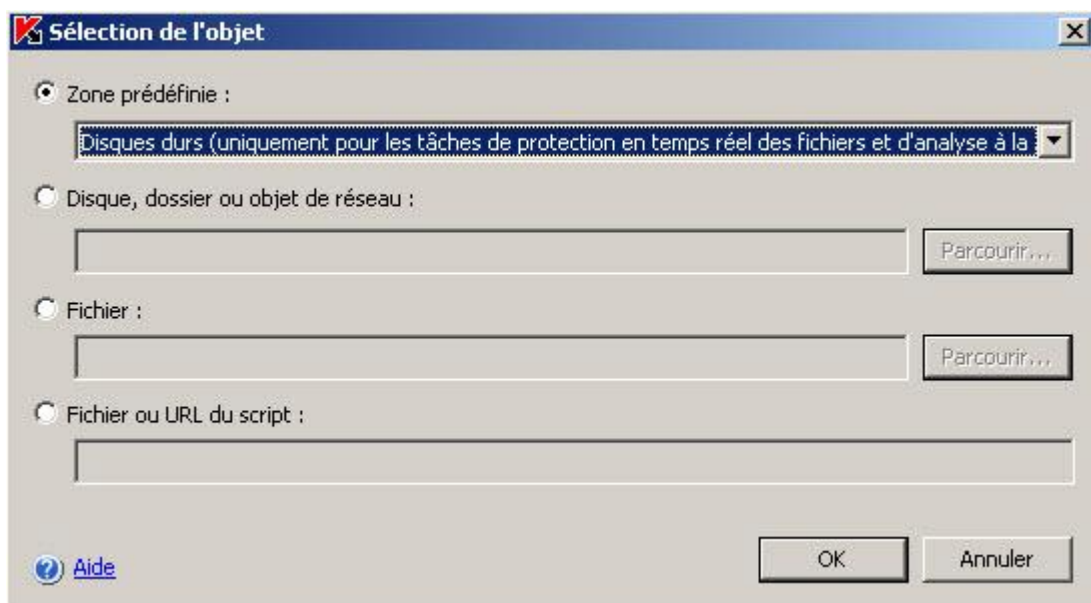 Sélection de l'objet
Zone prédéfinie :
Disques durs (uniquement pour les tâches de protection en temps réel des fichiers et d'analyse à la
Disque, dossier ou objet de réseau :
Parcourir...
Fichier :
Parcourir...
Fichier ou URL du script :
Aide
OK
Annuler